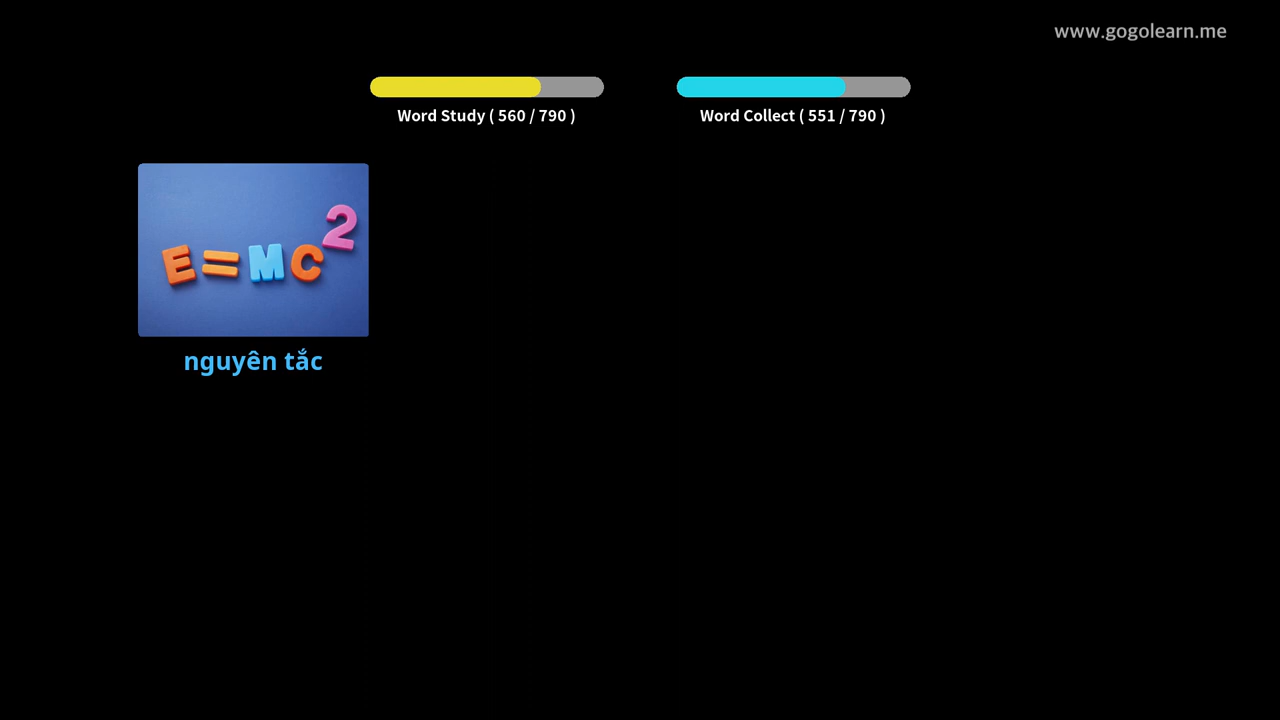 www.gogolearn.me
Word Study ( 560 / 790 )
Word Collect ( 551 / 790 )
E=MC²
nguyên tắc